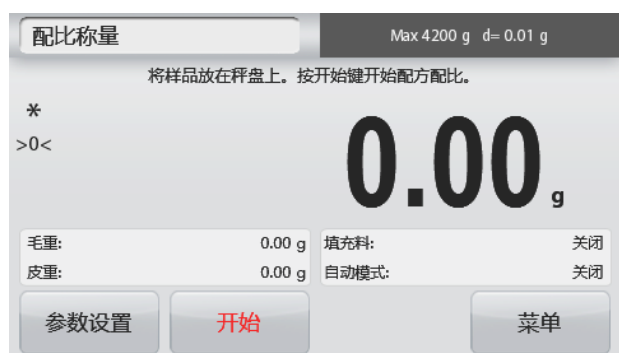 配比称量
Max 4200 g d= 0.01 g
将样品放在秤盘上。按开始键开始配方配比。
*
>0<
0.00 g
毛重: 0.00 g 填充料: 关闭
皮重: 0.00 g 自动模式: 关闭
参数设置 开始 菜单